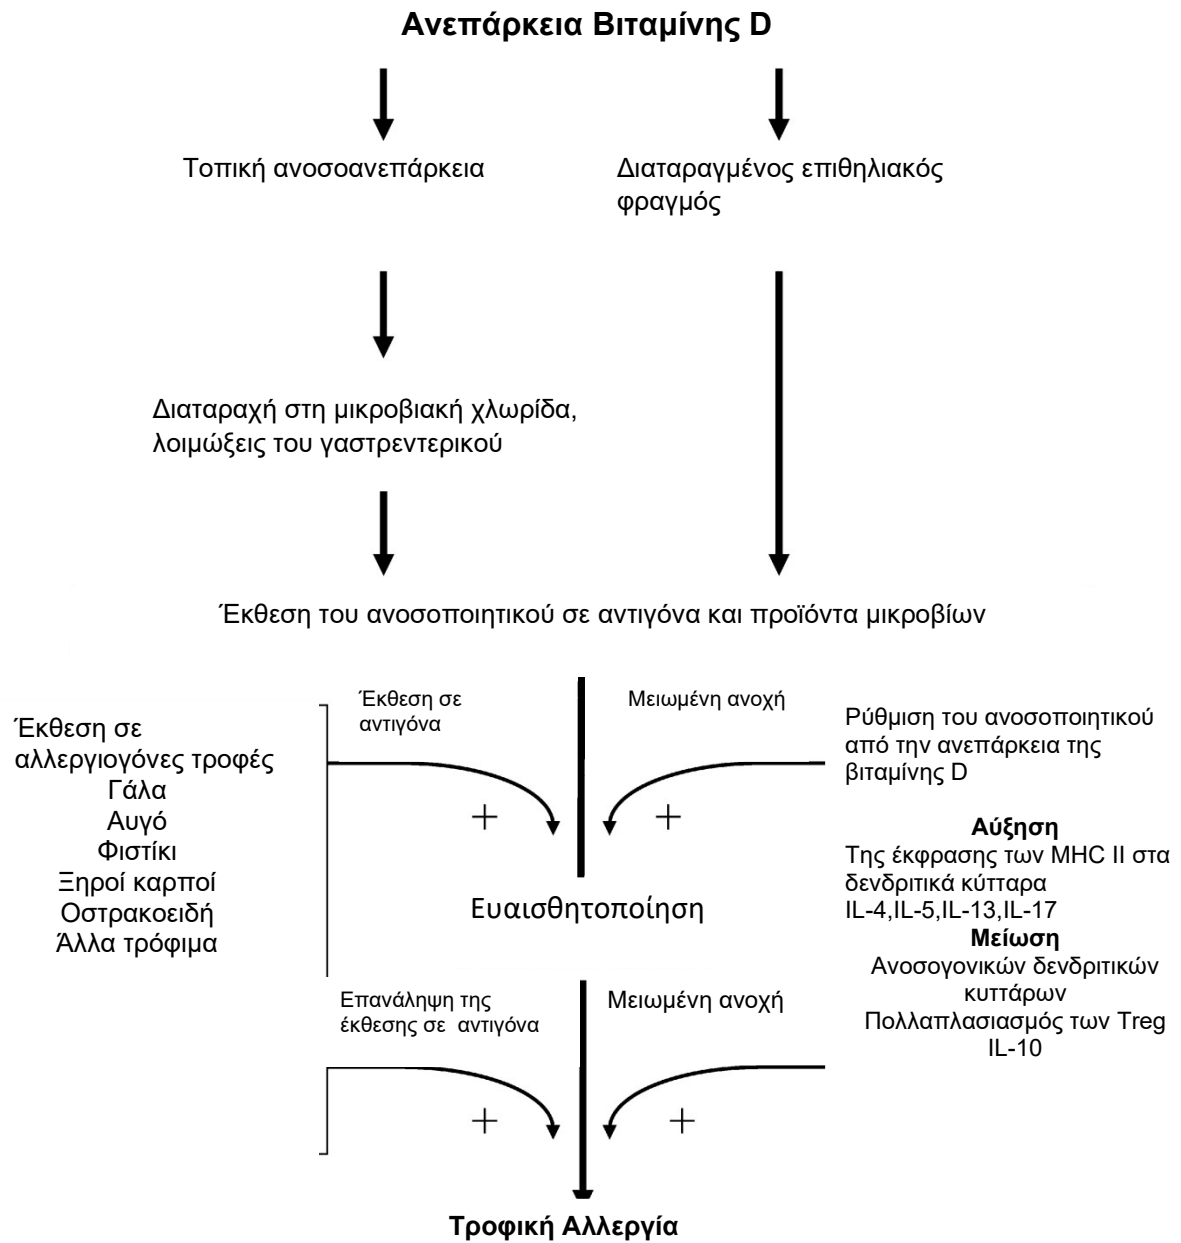 Ανεπάρκεια Βιταμίνης D
Τοπική ανοσοανεπάρκεια
Διαταραγμένος επιθηλιακός
φραγμός
Διαταραχή στη μικροβιακή χλωρίδα,
λοιμώξεις του γαστρεντερικού
Έκθεση του ανοσοποιητικού σε αντιγόνα και προϊόντα μικροβίων
Έκθεση σε
αλλεργιογόνες τροφές
Γάλα
Αυγό
Φιστίκι
Ξηροί καρποί
Οστρακοειδή
Άλλα τρόφιμα
Έκθεση σε
αντιγόνα
+
Μειωμένη ανοχή
+
Ρύθμιση του ανοσοποιητικού
από την ανεπάρκεια της
βιταμίνης D
Αύξηση
Της έκφρασης των MHC II στα
δενδριτικά κύτταρα
IL-4,IL-5,IL-13,IL-17
Μείωση
Ανοσογονικών δενδριτικών
κυττάρων
Πολλαπλασιασμός των Treg
IL-10
Ευαισθητοποίηση
Επανάληψη της
έκθεσης σε αντιγόνα
+
Μειωμένη ανοχή
+
Τροφική Αλλεργία